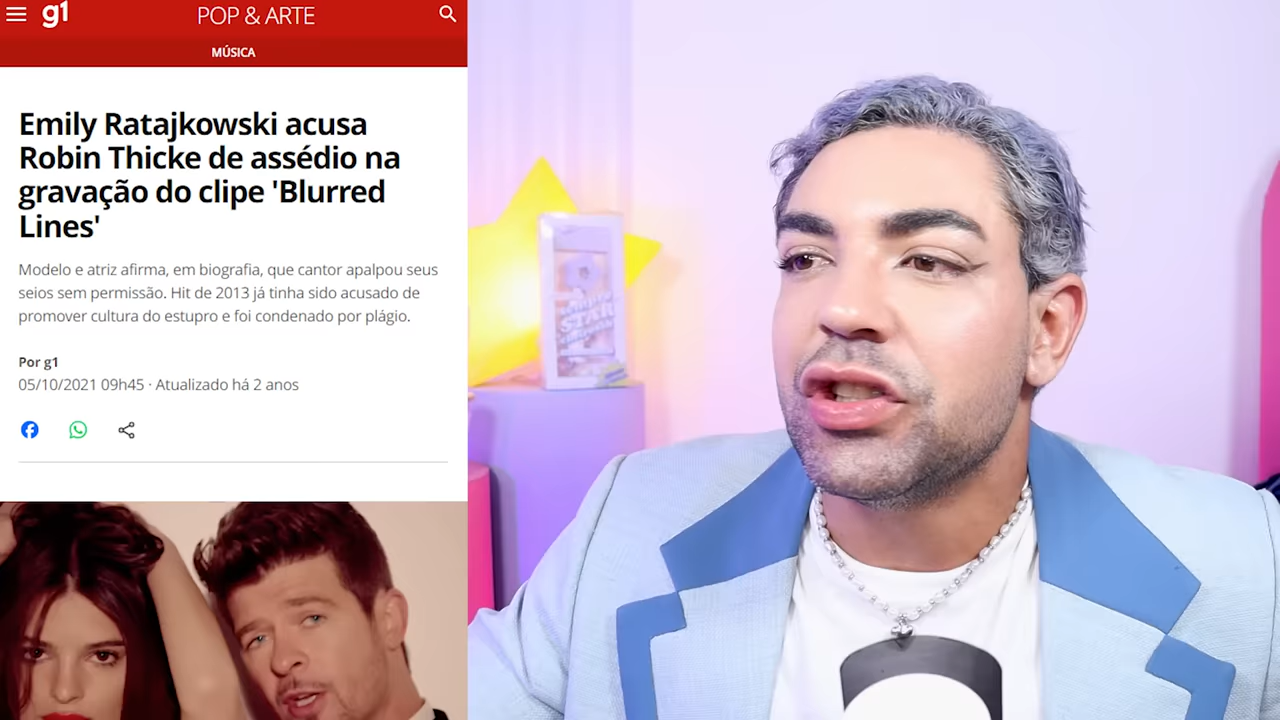 g1
POP & ARTE
MÚSICA
Emily Ratajkowski acusa
Robin Thicke de assédio na
gravação do clipe 'Blurred
Lines'
Modelo e atriz afirma, em biografia, que cantor apalpou seus
seios sem permissão. Hit de 2013 já tinha sido acusado de
promover cultura do estupro e foi condenado por plágio.
Por g1
05/10/2021 09h45 · Atualizado há 2 anos
STAR